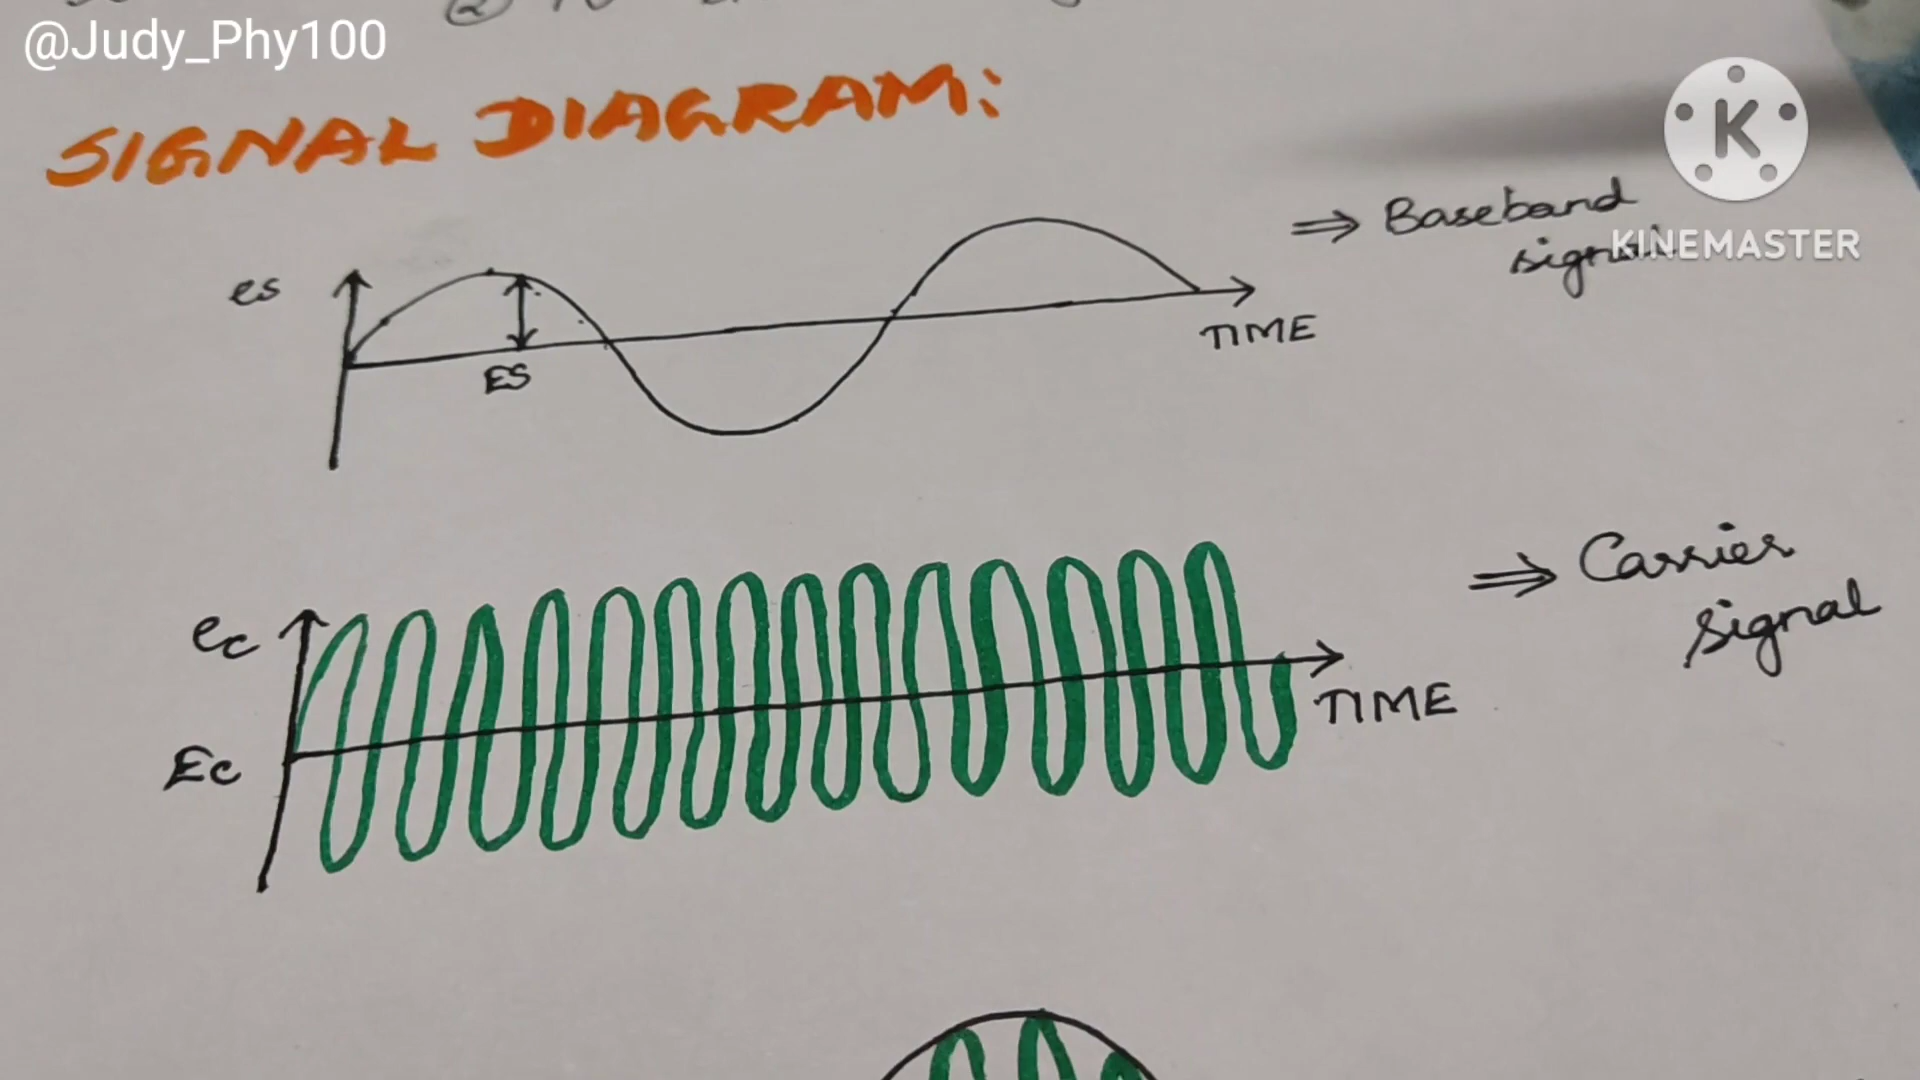 @Judy_Phy100
SIGNAL DIAGRAM:
K
KINEMASTER
⇒ Baseband
signal
es
ES
TIME
⇒ Carrier
signal
ec
Ec
TIME